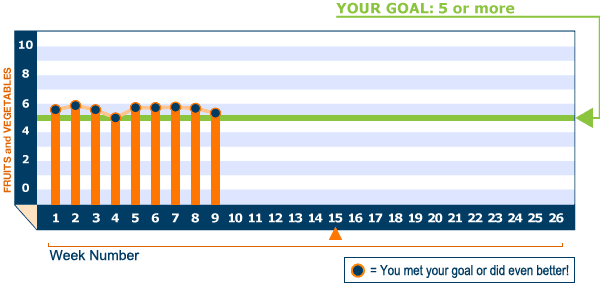 YOUR GOAL: 5 or more
FRUITS and VEGETABLES
10
8
6
4
2
0
1 2 3 4 5 6 7 8 9 10 11 12 13 14 15 16 17 18 19 20 21 22 23 24 25 26
Week Number
= You met your goal or did even better!